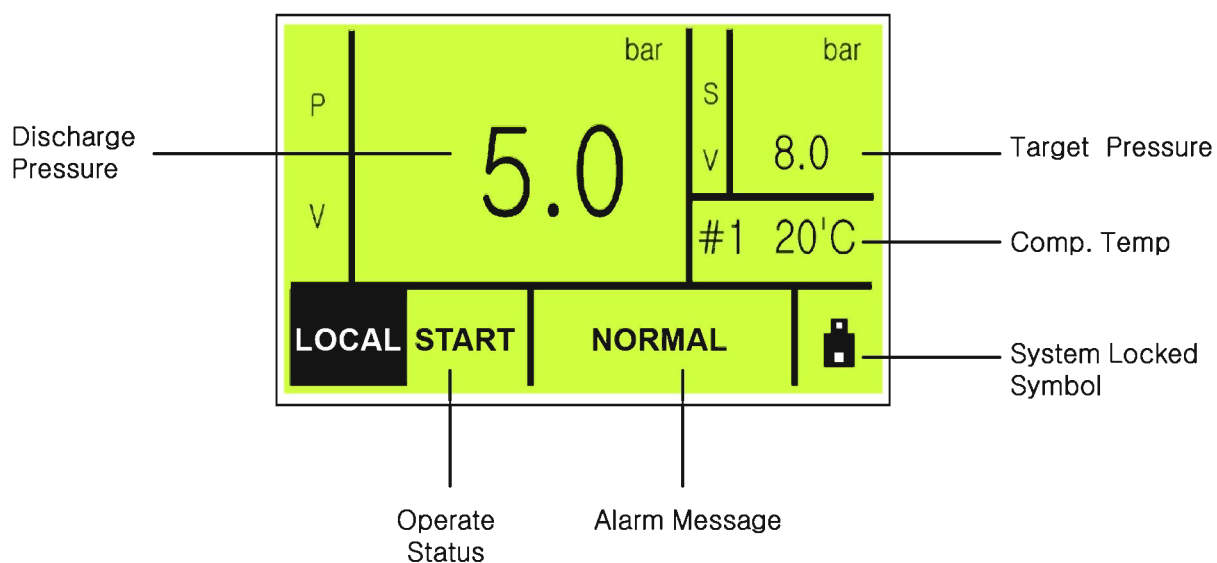 bar
bar
P
V
5.0
S
V
8.0
#1 20'C
LOCAL START NORMAL
Discharge
Pressure
Target Pressure
Comp. Temp
System Locked
Symbol
Operate
Status
Alarm Message